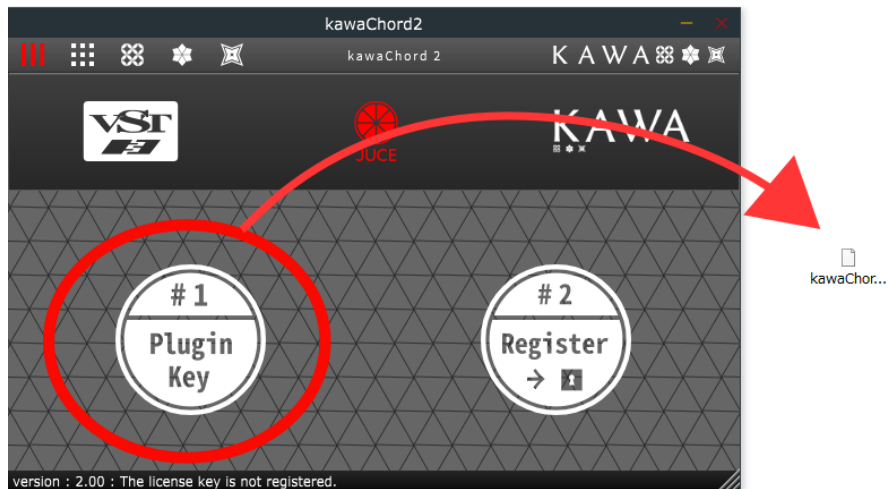 kawaChord2
kawaChord 2
KAWA
VST
3
JUCE
KAWA
#1
Plugin
Key
#2
Register
→
kawaChor...
version : 2.00 : The license key is not registered.